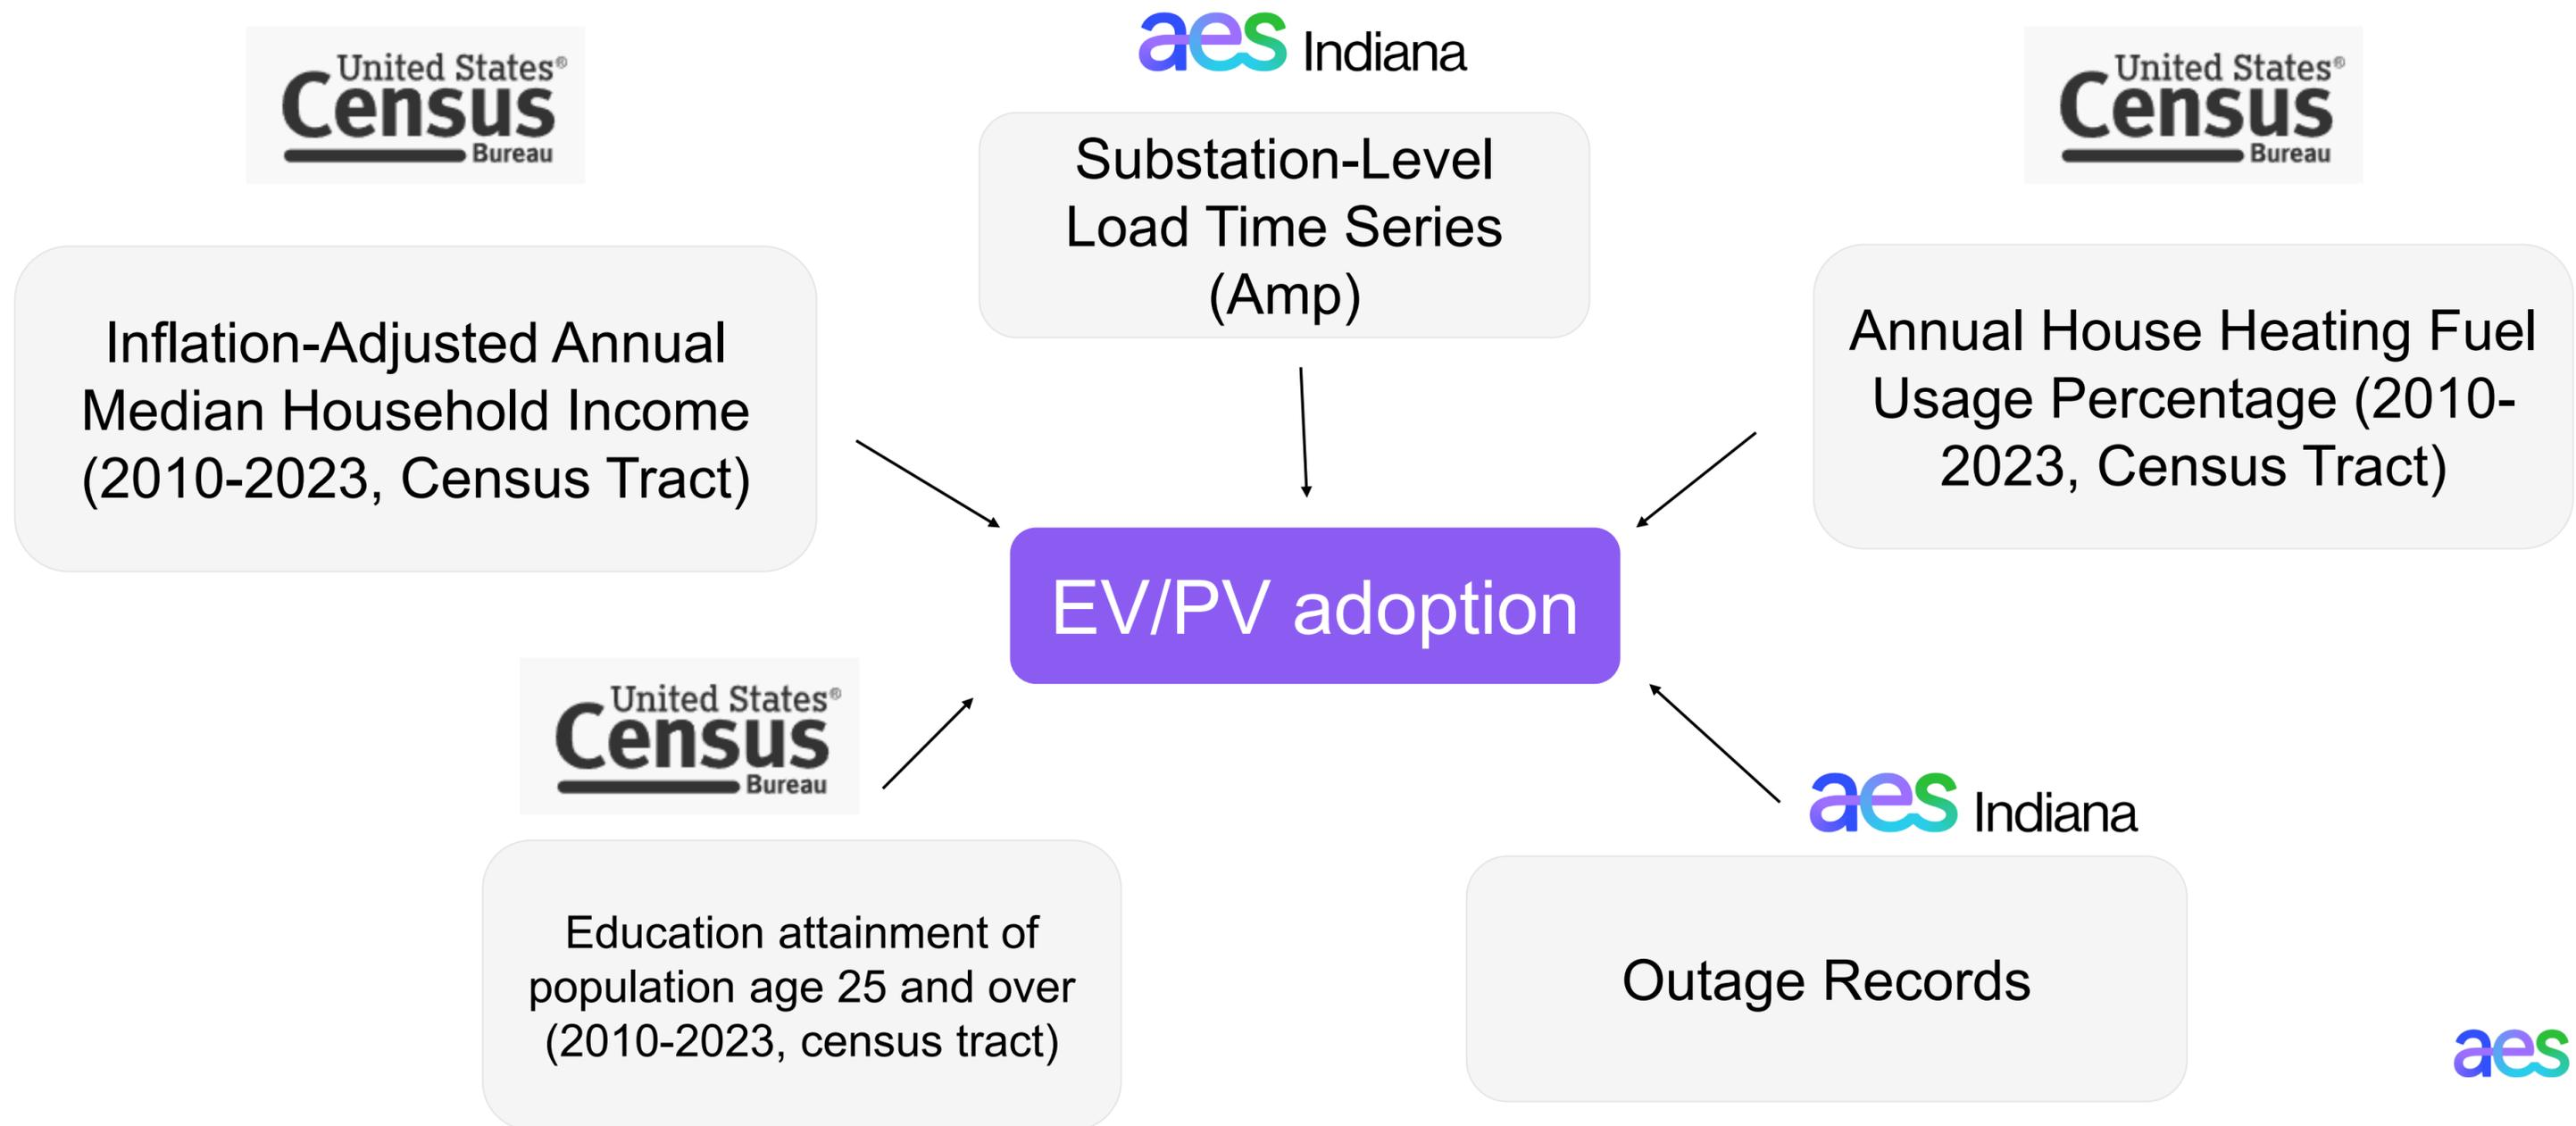 United States®
Census
Bureau
aes Indiana
United States®
Census
Bureau
Substation-Level
Load Time Series
(Amp)
Inflation-Adjusted Annual
Median Household Income
(2010-2023, Census Tract)
Annual House Heating Fuel
Usage Percentage (2010-
2023, Census Tract)
EV/PV adoption
United States®
Census
Bureau
aes Indiana
Education attainment of
population age 25 and over
(2010-2023, census tract)
Outage Records
aes